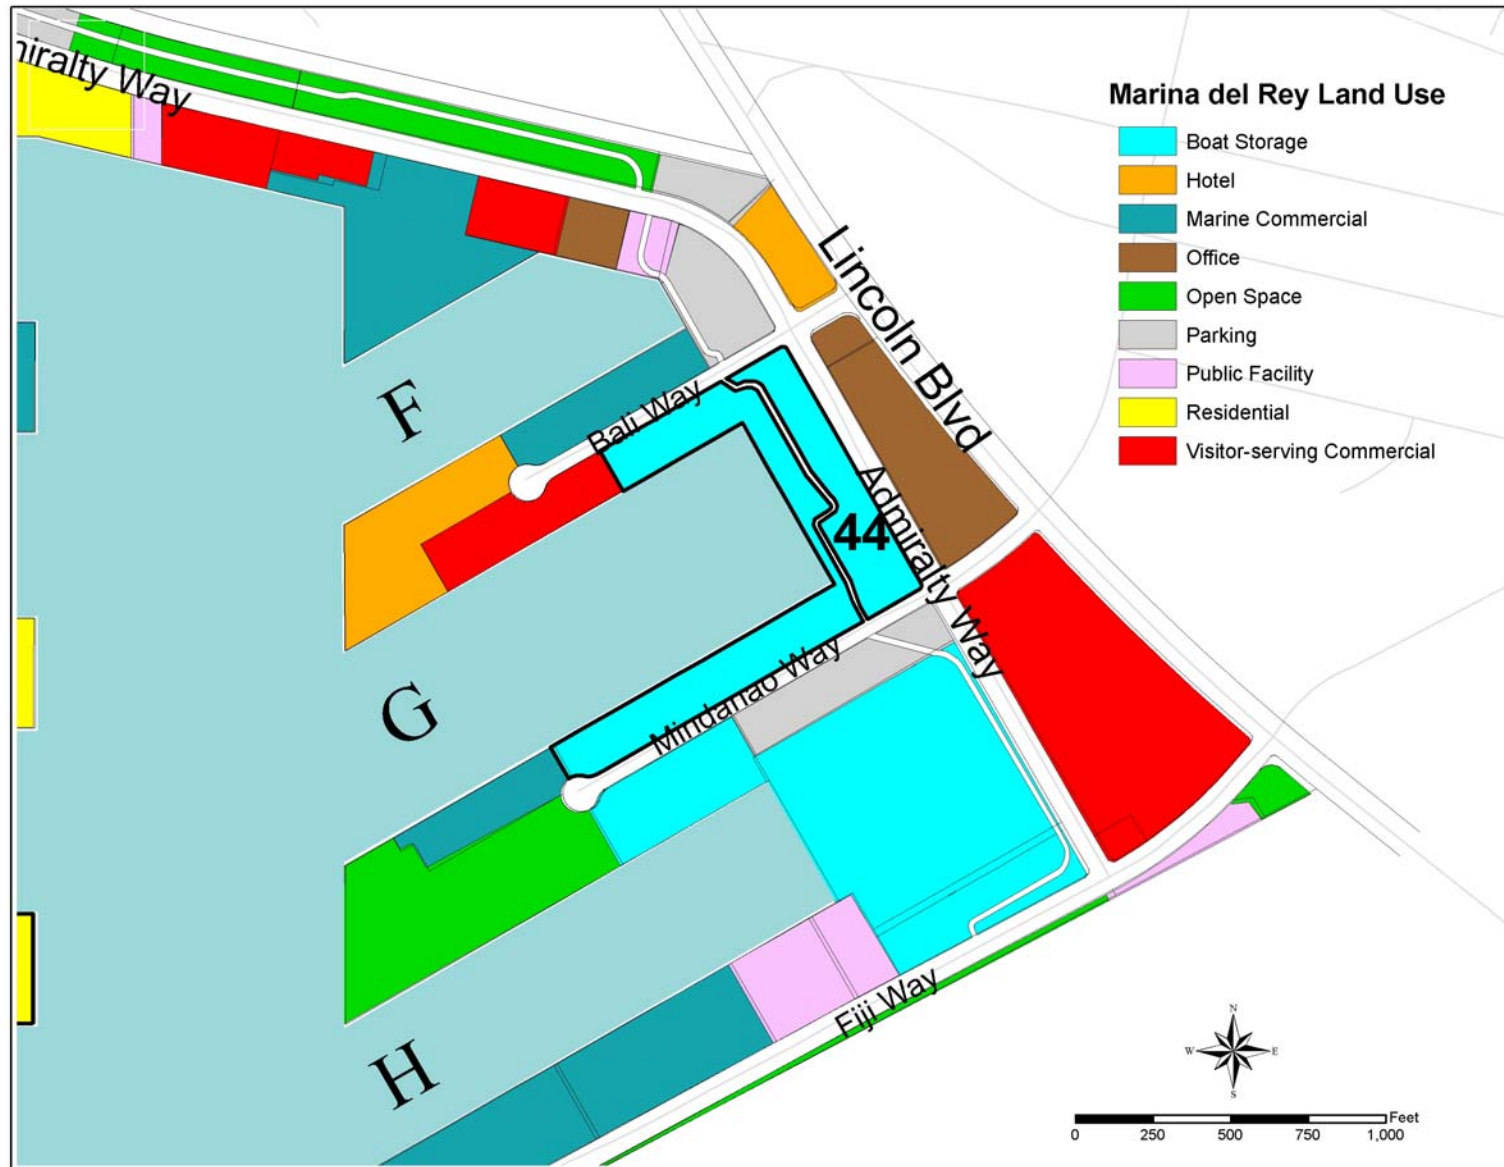 miralty Way
Marina del Rey Land Use
Boat Storage
Hotel
Marine Commercial
Office
Open Space
Parking
Public Facility
Residential
Visitor-serving Commercial
Lincoln Blvd
F
Bali Way
Admiralty Way
44
G
Mindanao Way
H
Fiji Way
N
W E
S
Feet
0 250 500 750 1,000